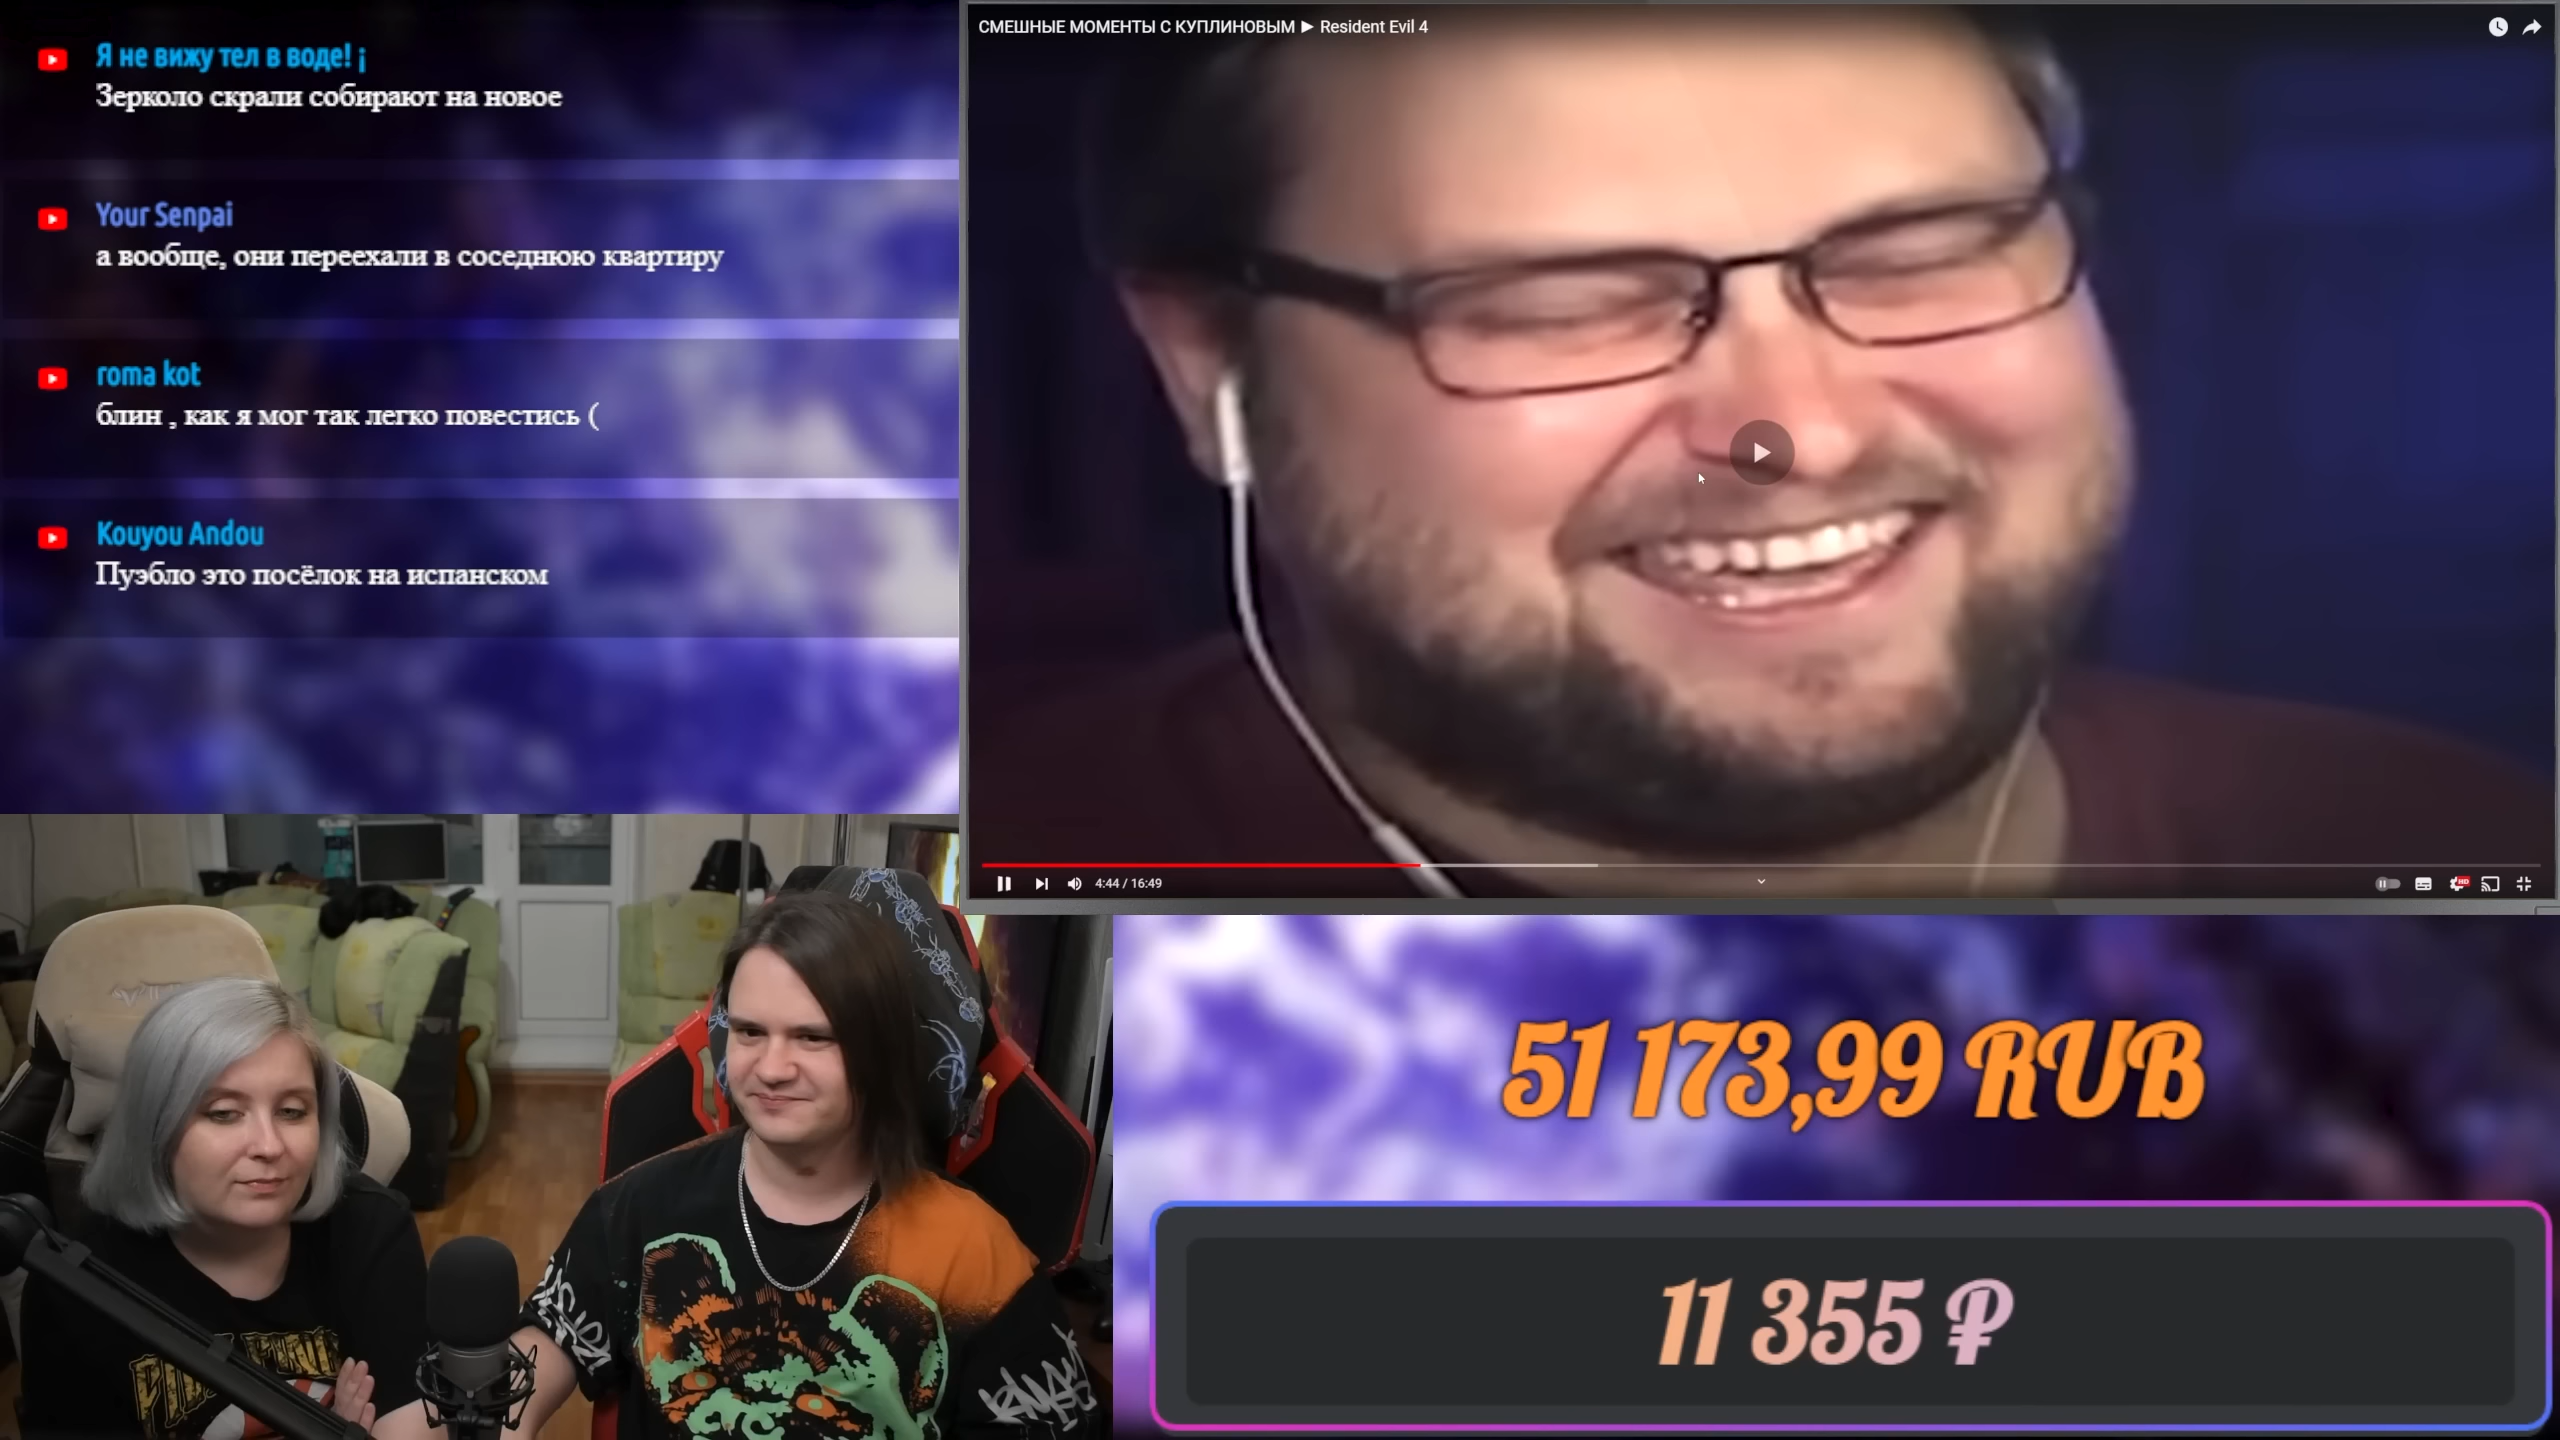 Я не вижу тел в воде! ¡
Зерколо скрали собирают на новое
Your Senpai
а вообще, они переехали в соседнюю квартиру
roma kot
блин , как я мог так легко повестись (
Kouyou Andou
Пуэбло это посёлок на испанском
СМЕШНЫЕ МОМЕНТЫ С КУПЛИНОВЫМ ► Resident Evil 4
4:44 / 16:49
HD
51 173,99 RUB
11 355 ₽